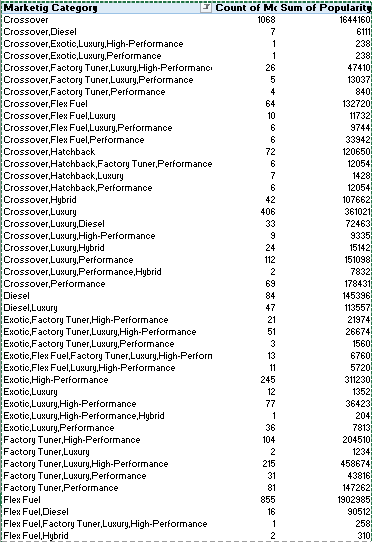 Marketig Category Count of Mc Sum of Popularity
Crossover 1068 1644160
Crossover,Diesel 7 6111
Crossover,Exotic,Luxury,High-Performance 1 238
Crossover,Exotic,Luxury,Performance 1 238
Crossover,Factory Tuner,Luxury,High-Performance 26 47410
Crossover,Factory Tuner,Luxury,Performance 5 13037
Crossover,Factory Tuner,Performance 4 840
Crossover,Flex Fuel 64 132720
Crossover,Flex Fuel,Luxury 10 11732
Crossover,Flex Fuel,Luxury,Performance 6 9744
Crossover,Flex Fuel,Performance 6 33942
Crossover,Hatchback 72 120650
Crossover,Hatchback,Factory Tuner,Performance 6 12054
Crossover,Hatchback,Luxury 7 1428
Crossover,Hatchback,Performance 6 12054
Crossover,Hybrid 42 107662
Crossover,Luxury 406 361021
Crossover,Luxury,Diesel 33 72463
Crossover,Luxury,High-Performance 9 9335
Crossover,Luxury,Hybrid 24 15142
Crossover,Luxury,Performance 112 151098
Crossover,Luxury,Performance,Hybrid 2 7832
Crossover,Performance 69 178431
Diesel 84 145396
Diesel,Luxury 47 113557
Exotic,Factory Tuner,High-Performance 21 21974
Exotic,Factory Tuner,Luxury,High-Performance 51 26674
Exotic,Factory Tuner,Luxury,Performance 3 1560
Exotic,Flex Fuel,Factory Tuner,Luxury,High-Perform 13 6760
Exotic,Flex Fuel,Luxury,High-Performance 11 5720
Exotic,High-Performance 245 311230
Exotic,Luxury 12 1352
Exotic,Luxury,High-Performance 77 36423
Exotic,Luxury,High-Performance,Hybrid 1 204
Exotic,Luxury,Performance 36 7813
Factory Tuner,High-Performance 104 204510
Factory Tuner,Luxury 2 1234
Factory Tuner,Luxury,High-Performance 215 458674
Factory Tuner,Luxury,Performance 31 43816
Factory Tuner,Performance 81 147262
Flex Fuel 855 1902985
Flex Fuel,Diesel 16 90512
Flex Fuel,Factory Tuner,Luxury,High-Performance 1 258
Flex Fuel,Hybrid 2 310